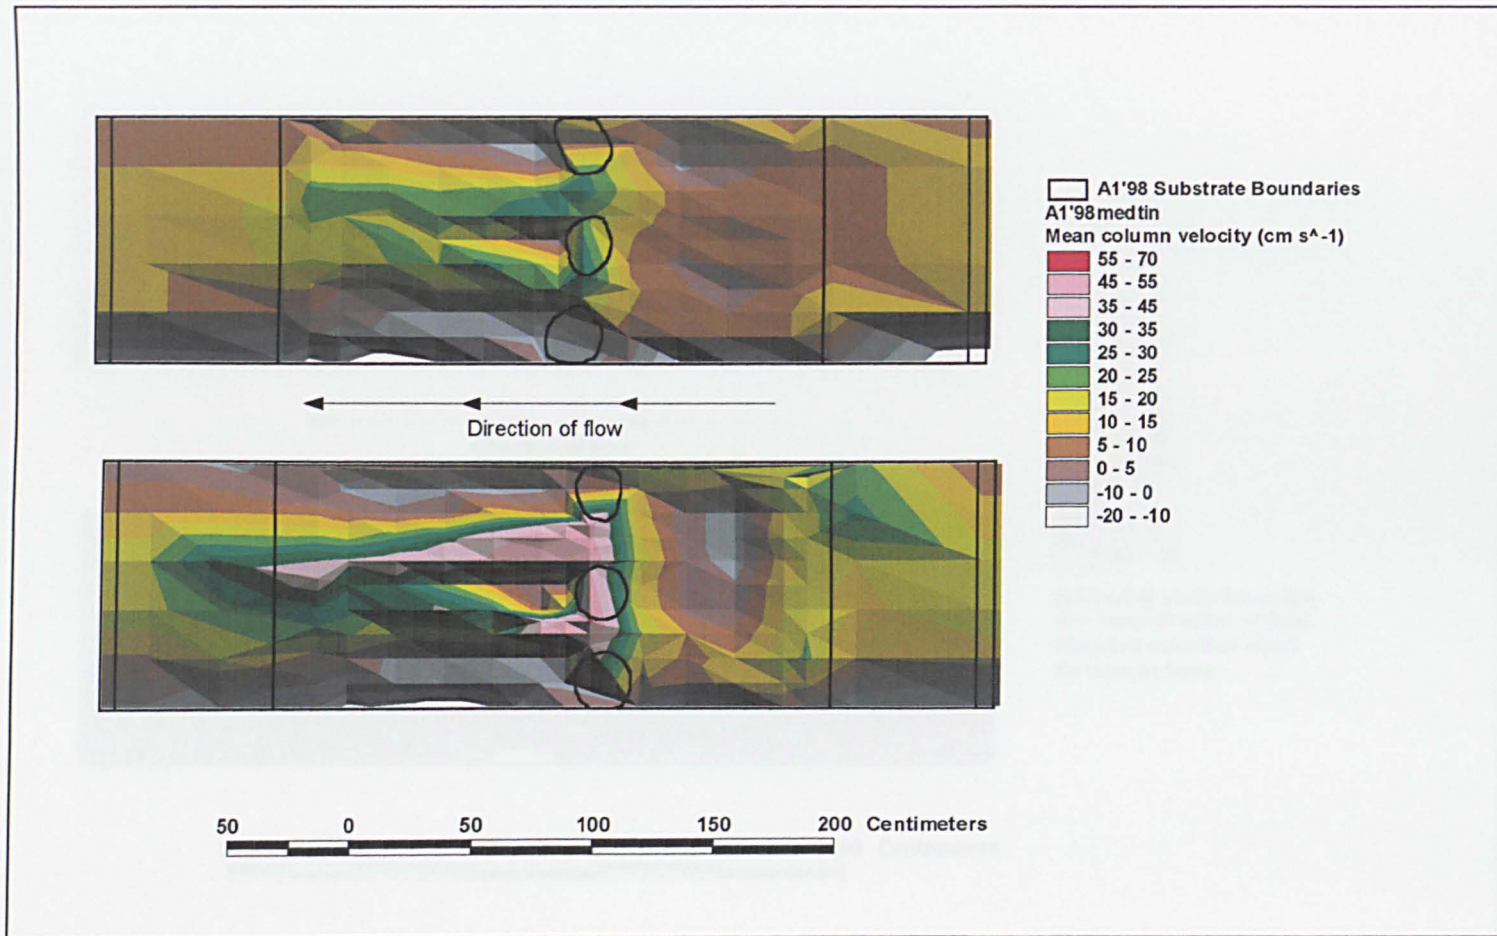 A1'98 Substrate Boundaries
A1'98medtin
Mean column velocity (cm s^-1)
55 - 70
45 - 55
35 - 45
30 - 35
25 - 30
20 - 25
15 - 20
10 - 15
5 - 10
0 - 5
-10 - 0
-20 - -10
Direction of flow
50 0 50 100 150 200 Centimeters